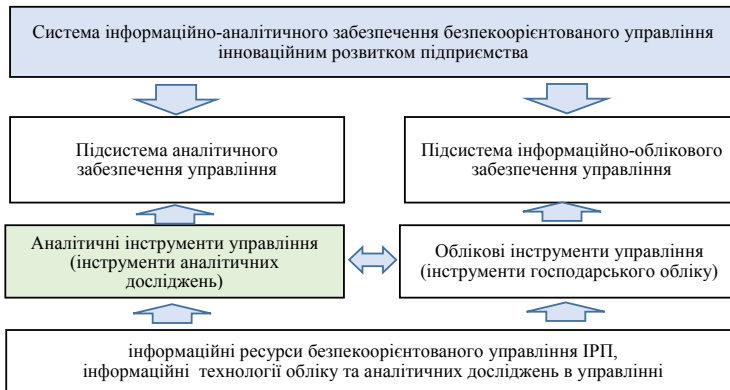 Система інформаційно-аналітичного забезпечення безпекоорієнтованого управління
інноваційним розвитком підприємства
Підсистема аналітичного
забезпечення управління
Підсистема інформаційно-облікового
забезпечення управління
Аналітичні інструменти управління
(інструменти аналітичних
досліджень)
Облікові інструменти управління
(інструменти господарського обліку)
інформаційні ресурси безпекоорієнтованого управління ІРП,
інформаційні технології обліку та аналітичних досліджень в управлінні